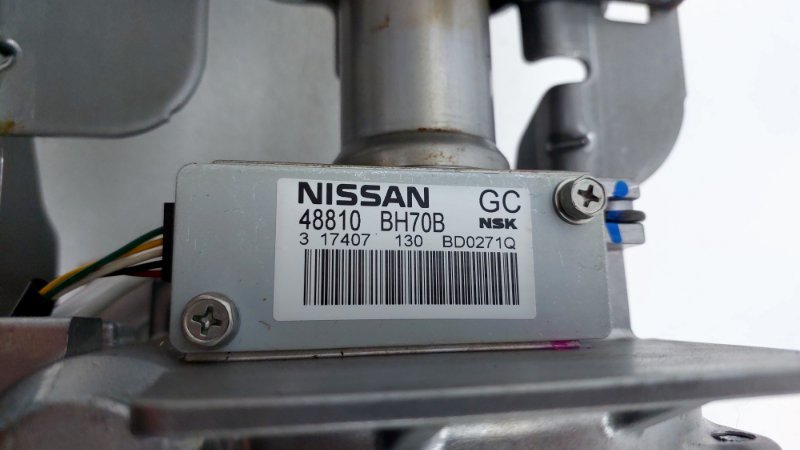 NISSAN GC
48810 BH70B NSK
3 17407 130 BD0271Q